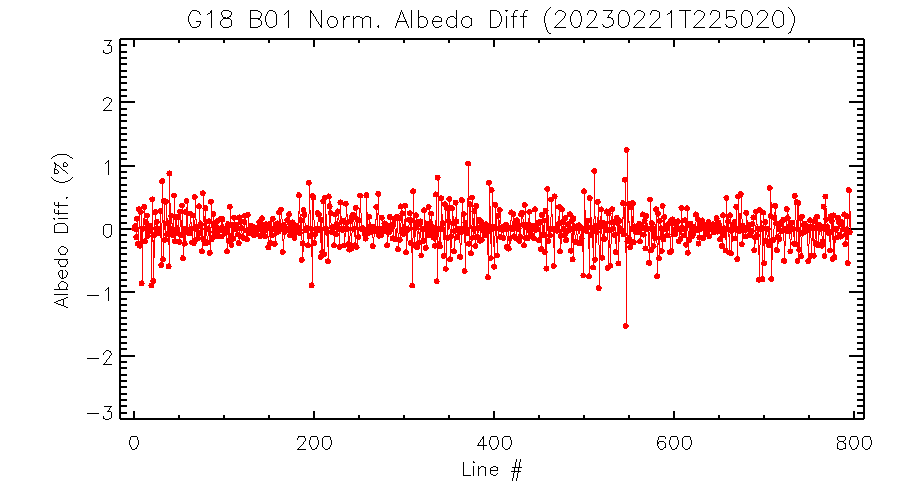 G18 B01 Norm. Albedo Diff (20230221T225020)
3
2
1
0
-1
-2
-3
Albedo Diff. (%)
0 200 400 600 800
Line #